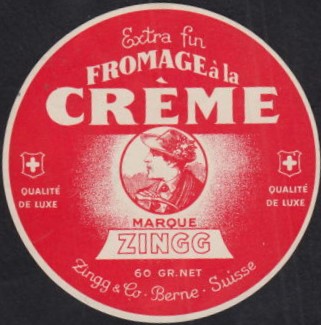 Extra fin
FROMAGE à la
CRÈME
QUALITÉ
DE LUXE
QUALITÉ
DE LUXE
MARQUE
ZINGG
60 GR. NET
Zingg & Co · Berne · Suisse